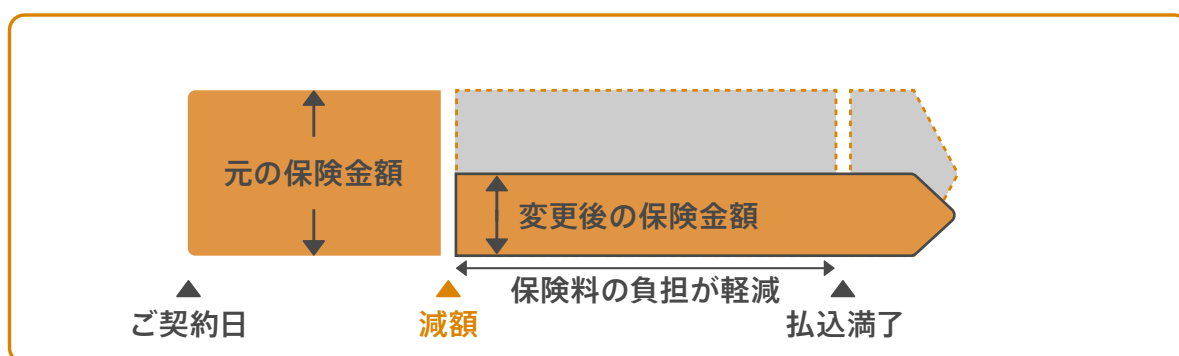 元の保険金額
変更後の保険金額
保険料の負担が軽減
ご契約日
減額
払込満了